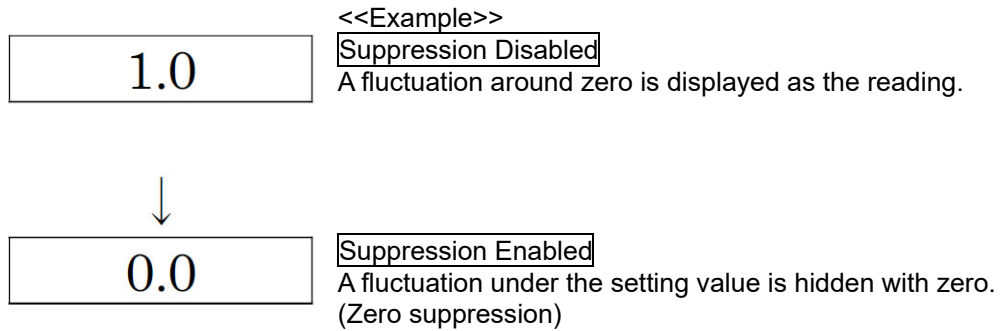 <<Example>>
Suppression Disabled
1.0
A fluctuation around zero is displayed as the reading.
↓
Suppression Enabled
0.0
A fluctuation under the setting value is hidden with zero.
(Zero suppression)